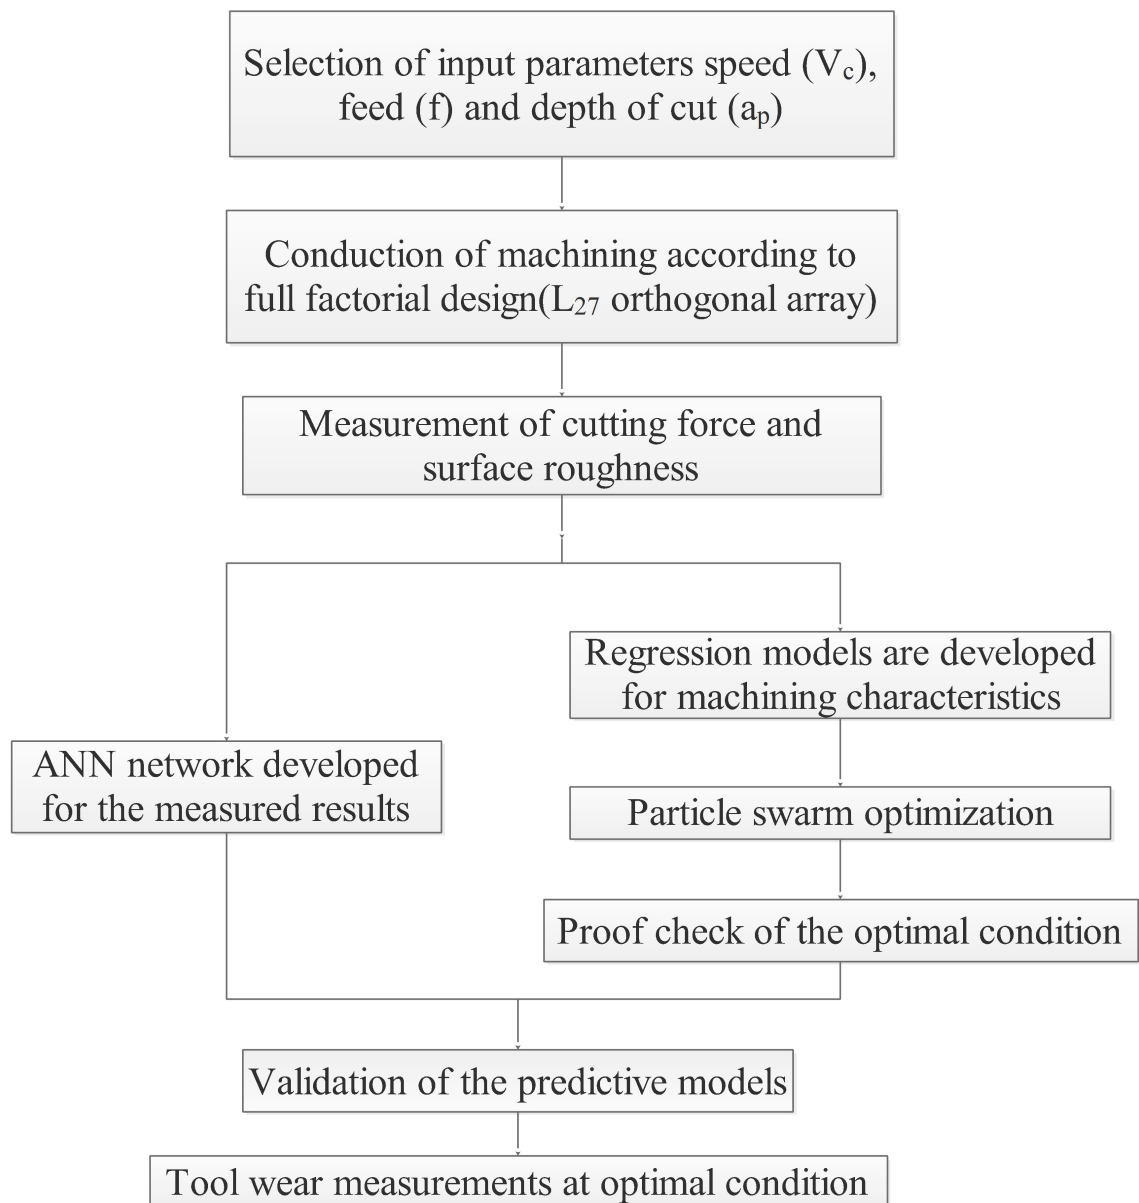 Selection of input parameters speed (Vc),
feed (f) and depth of cut (ap)
Conduction of machining according to
full factorial design(L27 orthogonal array)
Measurement of cutting force and
surface roughness
Regression models are developed
for machining characteristics
ANN network developed
for the measured results
Particle swarm optimization
Proof check of the optimal condition
Validation of the predictive models
Tool wear measurements at optimal condition